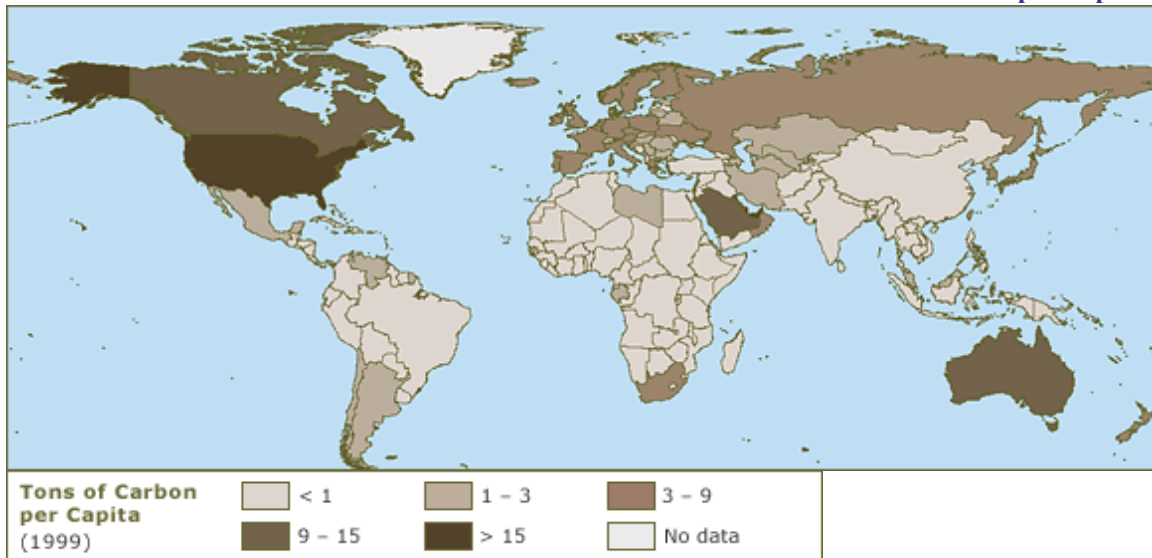 Tons of Carbon
per Capita
(1999)
< 1
1 – 3
3 – 9
9 – 15
> 15
No data